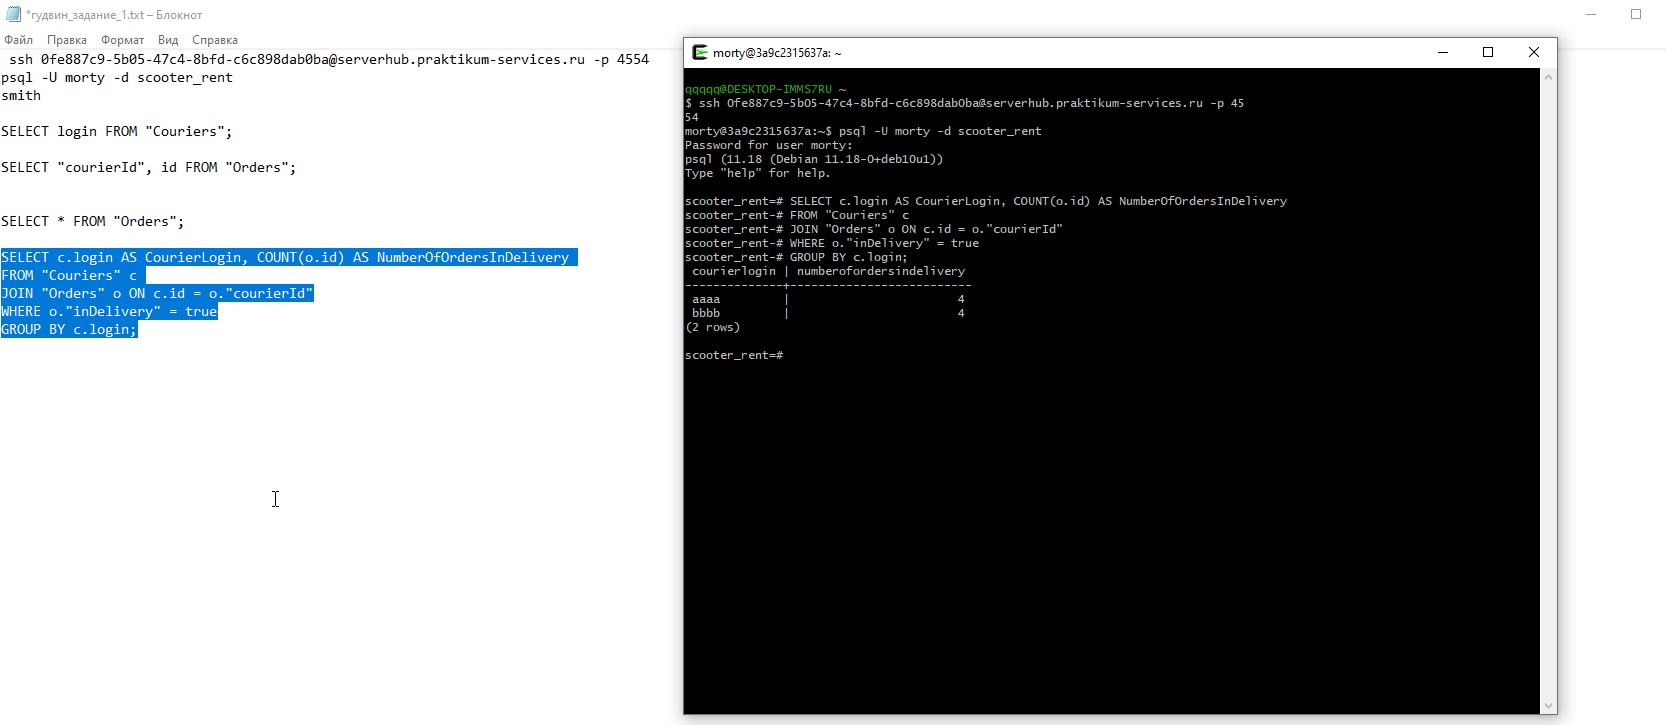 *гудвин_задание_1.txt – Блокнот
Файл Правка Формат Вид Справка
ssh 0fe887c9-5b05-47c4-8bfd-c6c898dab0ba@serverhub.praktikum-services.ru -p 4554
psql -U morty -d scooter_rent
smith
SELECT login FROM "Couriers";
SELECT "courierId", id FROM "Orders";
SELECT * FROM "Orders";
SELECT c.login AS CourierLogin, COUNT(o.id) AS NumberOfOrdersInDelivery
FROM "Couriers" c
JOIN "Orders" o ON c.id = o."courierId"
WHERE o."inDelivery" = true
GROUP BY c.login;
morty@3a9c2315637a: ~
qqqqq@DESKTOP-IMMS7RU ~
$ ssh 0fe887c9-5b05-47c4-8bfd-c6c898dab0ba@serverhub.praktikum-services.ru -p 45
54
morty@3a9c2315637a:~$ psql -U morty -d scooter_rent
Password for user morty:
psql (11.18 (Debian 11.18-0+deb10u1))
Type "help" for help.
scooter_rent=# SELECT c.login AS CourierLogin, COUNT(o.id) AS NumberOfOrdersInDelivery
scooter_rent-# FROM "Couriers" c
scooter_rent-# JOIN "Orders" o ON c.id = o."courierId"
scooter_rent-# WHERE o."inDelivery" = true
scooter_rent-# GROUP BY c.login;
courierlogin | numberofordersindelivery
--------------+--------------------------
aaaa | 4
bbbb | 4
(2 rows)
scooter_rent=#